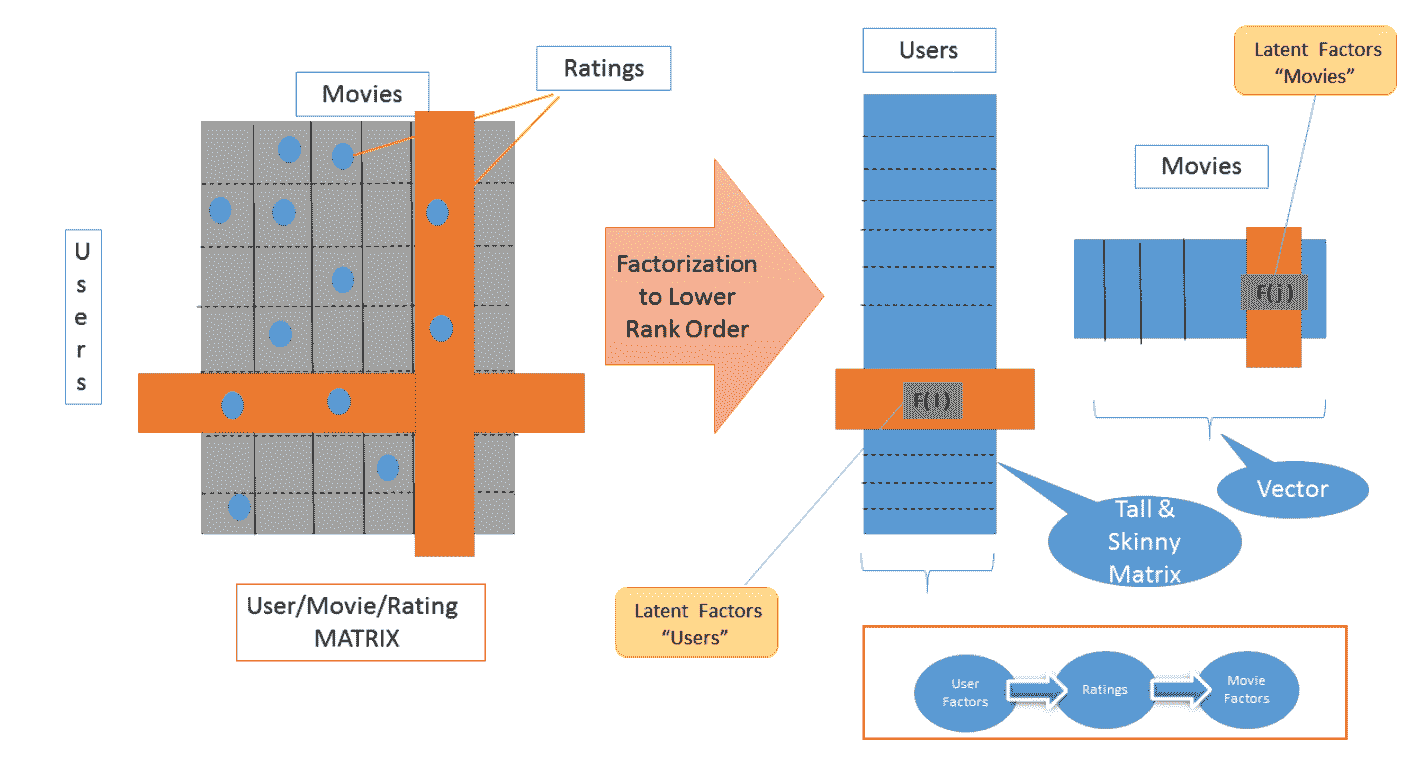 Movies
Ratings
Users
User/Movie/Rating
MATRIX
Factorization
to Lower
Rank Order
Users
F(I)
Latent Factors
“Users”
Movies
F(j)
Latent Factors
“Movies”
Vector
Tall &
Skinny
Matrix
User
Factors
Ratings
Movie
Factors